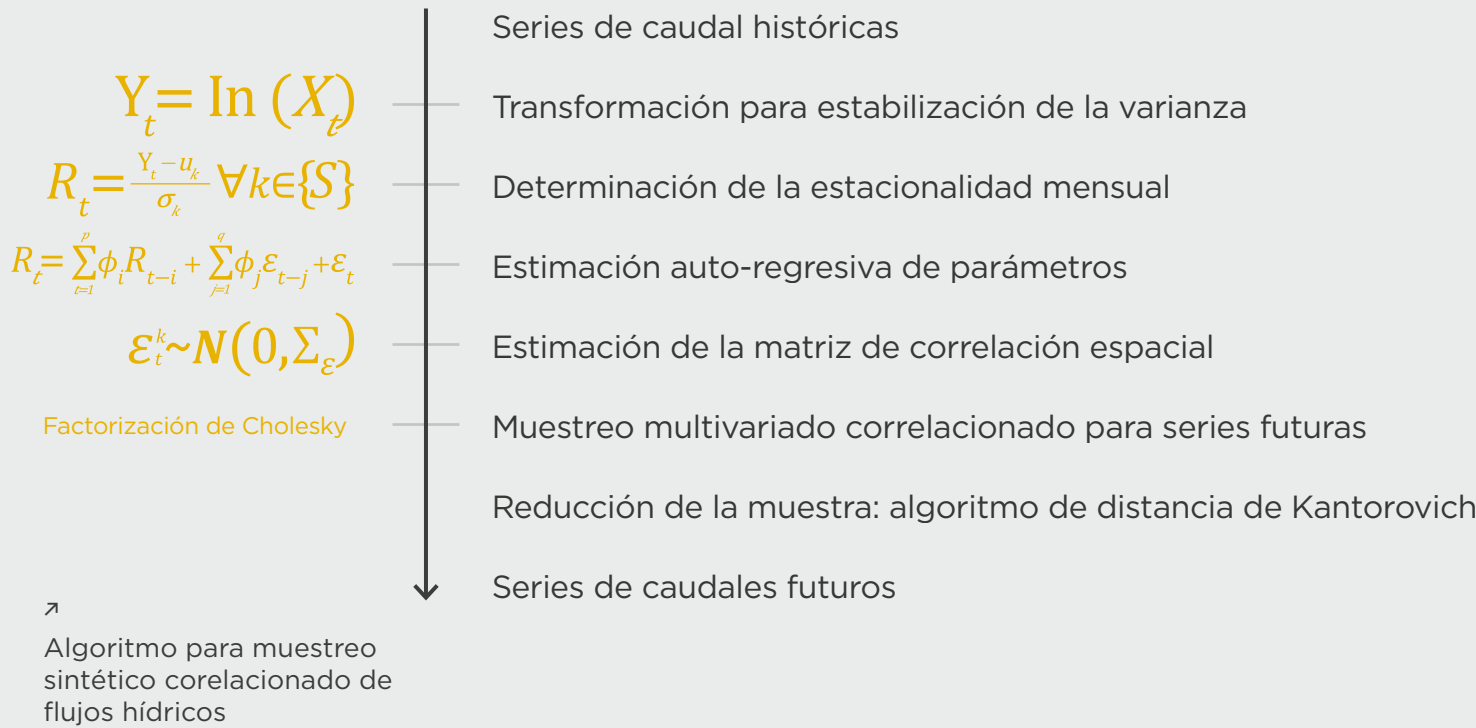 Series de caudal históricas
Y_t = In (X_t)
Transformación para estabilización de la varianza
R_t = (Y_t – u_k)/σ_k ∀k∈{S}
Determinación de la estacionalidad mensual
R_t = ∑_{t=1}^{p} ϕ_i R_{t–i} + ∑_{j=1}^{q} ϕ_j ε_{t–j} + ε_t
Estimación auto-regresiva de parámetros
ε_t^k ~ N(0,Σ_ε)
Estimación de la matriz de correlación espacial
Factorización de Cholesky
Muestreo multivariado correlacionado para series futuras
Reducción de la muestra: algoritmo de distancia de Kantorovich
Series de caudales futuros
↗
Algoritmo para muestreo
sintético corelacionado de
flujos hídricos